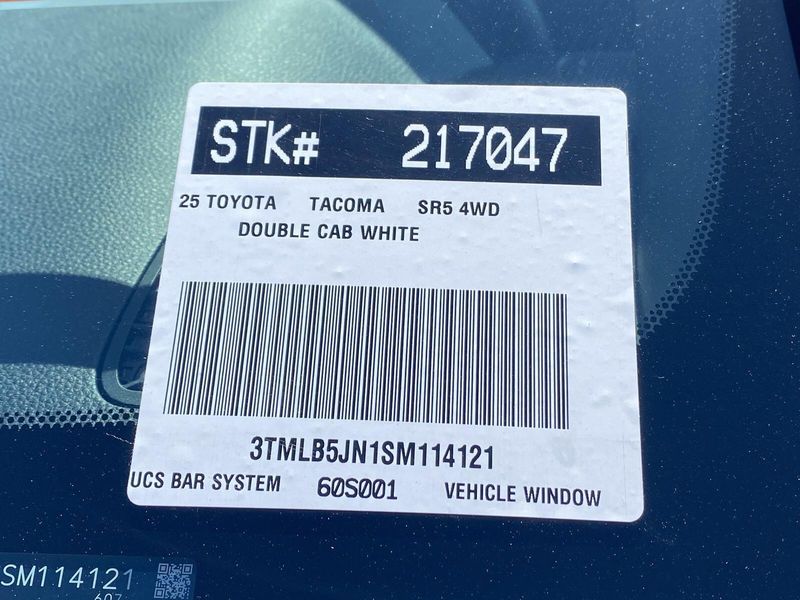 STK# 217047
25 TOYOTA TACOMA SR5 4WD
DOUBLE CAB WHITE
3TMLB5JN1SM114121
UCS BAR SYSTEM 60S001 VEHICLE WINDOW
SM114121